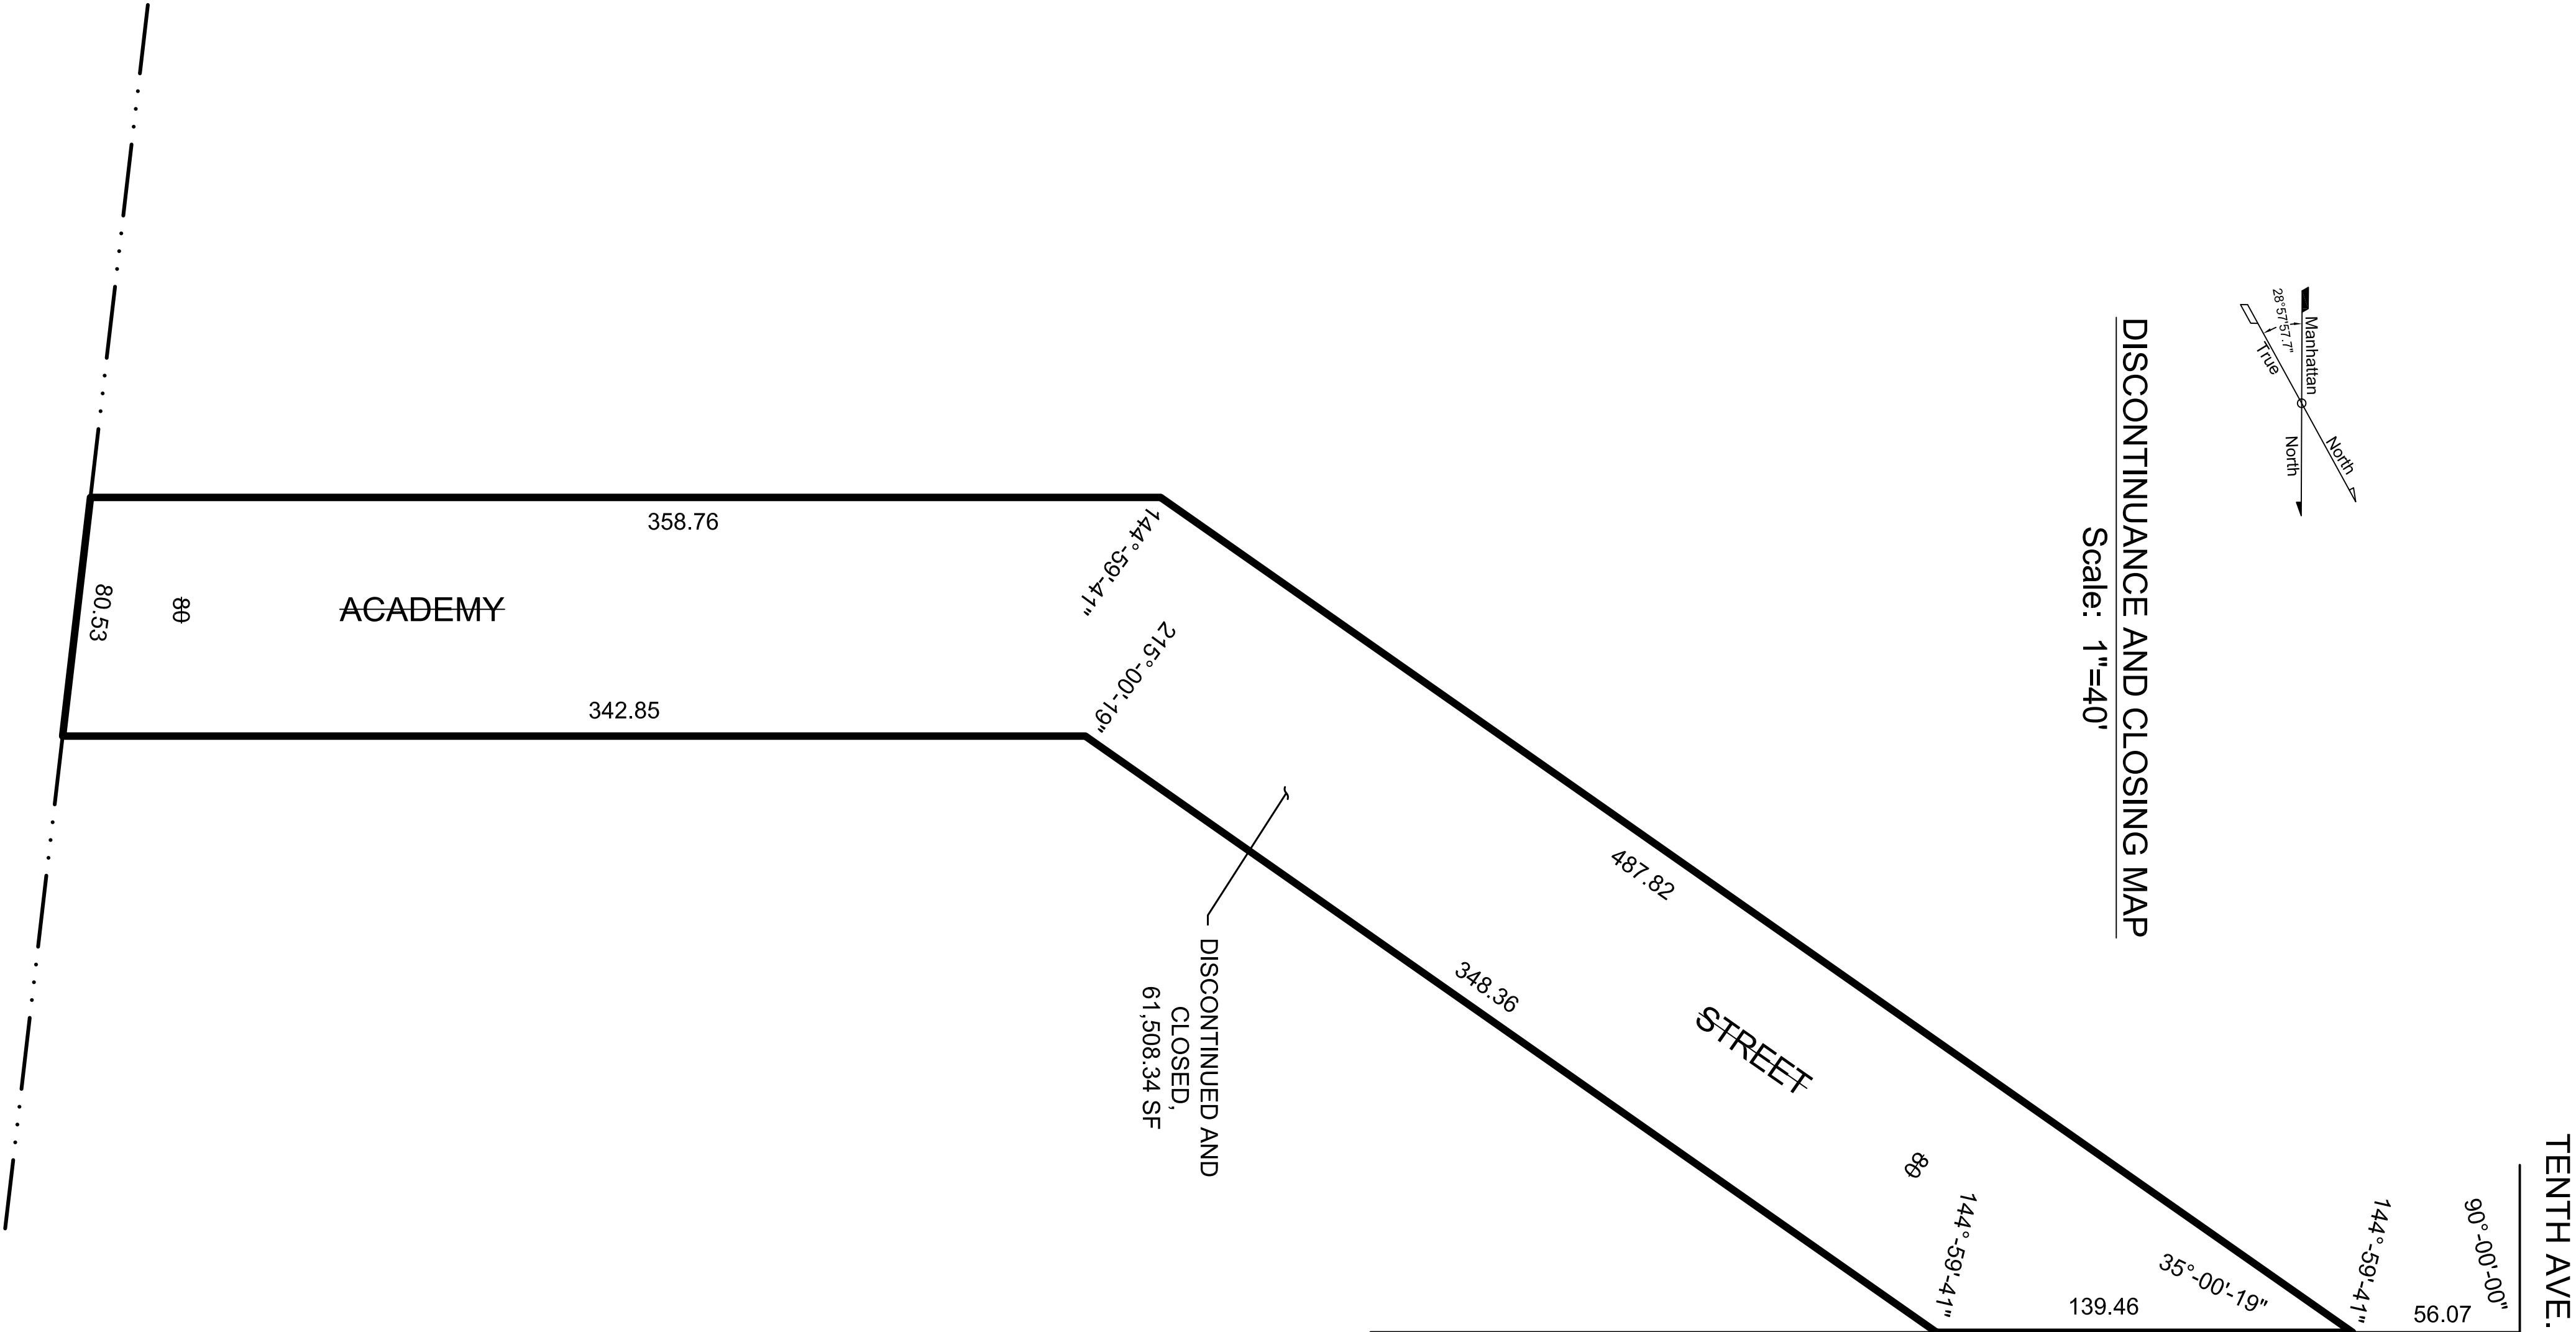 Manhattan
North
True
North
28°57'57.7"
DISCONTINUANCE AND CLOSING MAP
Scale: 1"=40'
358.76
144°-59'-41"
80.53
80
ACADEMY
215°-00'-19"
342.85
487.82
348.36
STREET
80
DISCONTINUED AND
CLOSED,
61,508.34 SF
144°-59'-41"
35°-00'-19"
139.46
144°-59'-41"
90°-00'-00"
56.07
TENTH AVE.